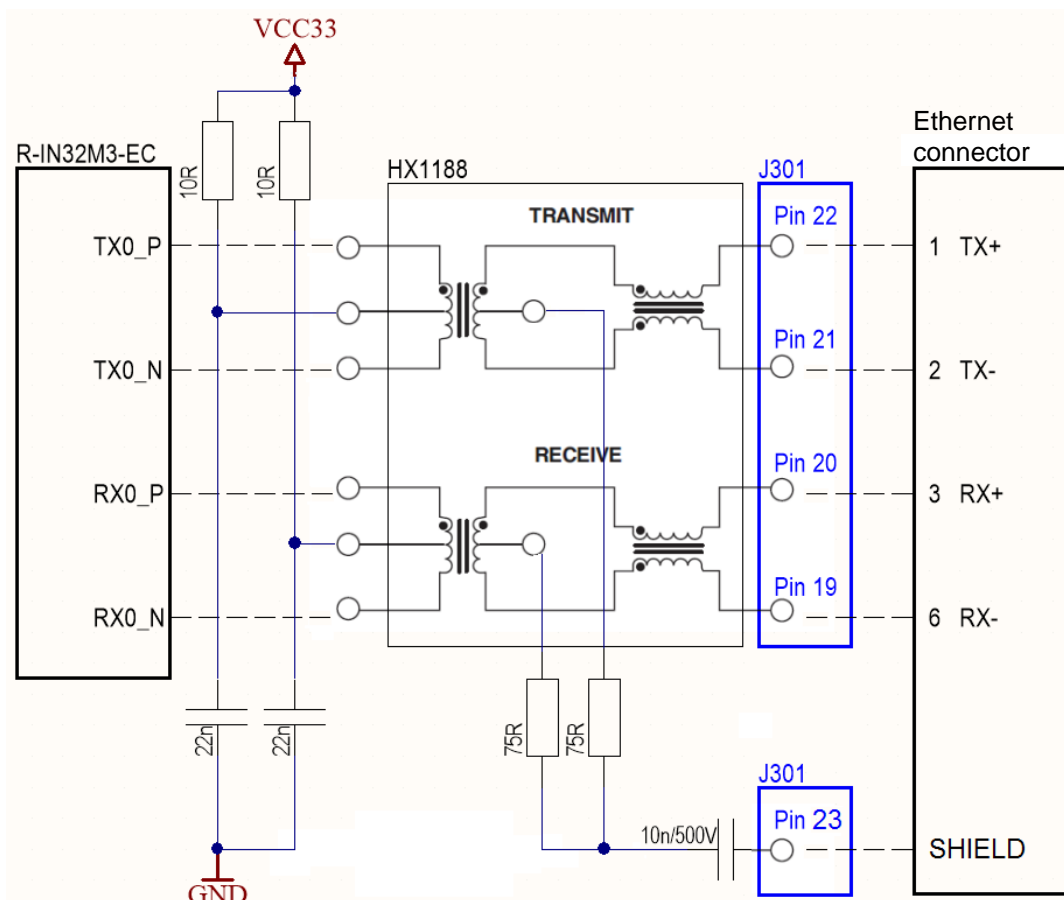 VCC33
Ethernet
connector
R-IN32M3-EC
10R
10R
HX1188
J301
TRANSMIT
Pin 22
TX0_P
1 TX+
Pin 21
TX0_N
2 TX-
RECEIVE
Pin 20
RX0_P
3 RX+
Pin 19
RX0_N
6 RX-
22n
22n
75R
75R
J301
10n/500V
Pin 23
SHIELD
GND